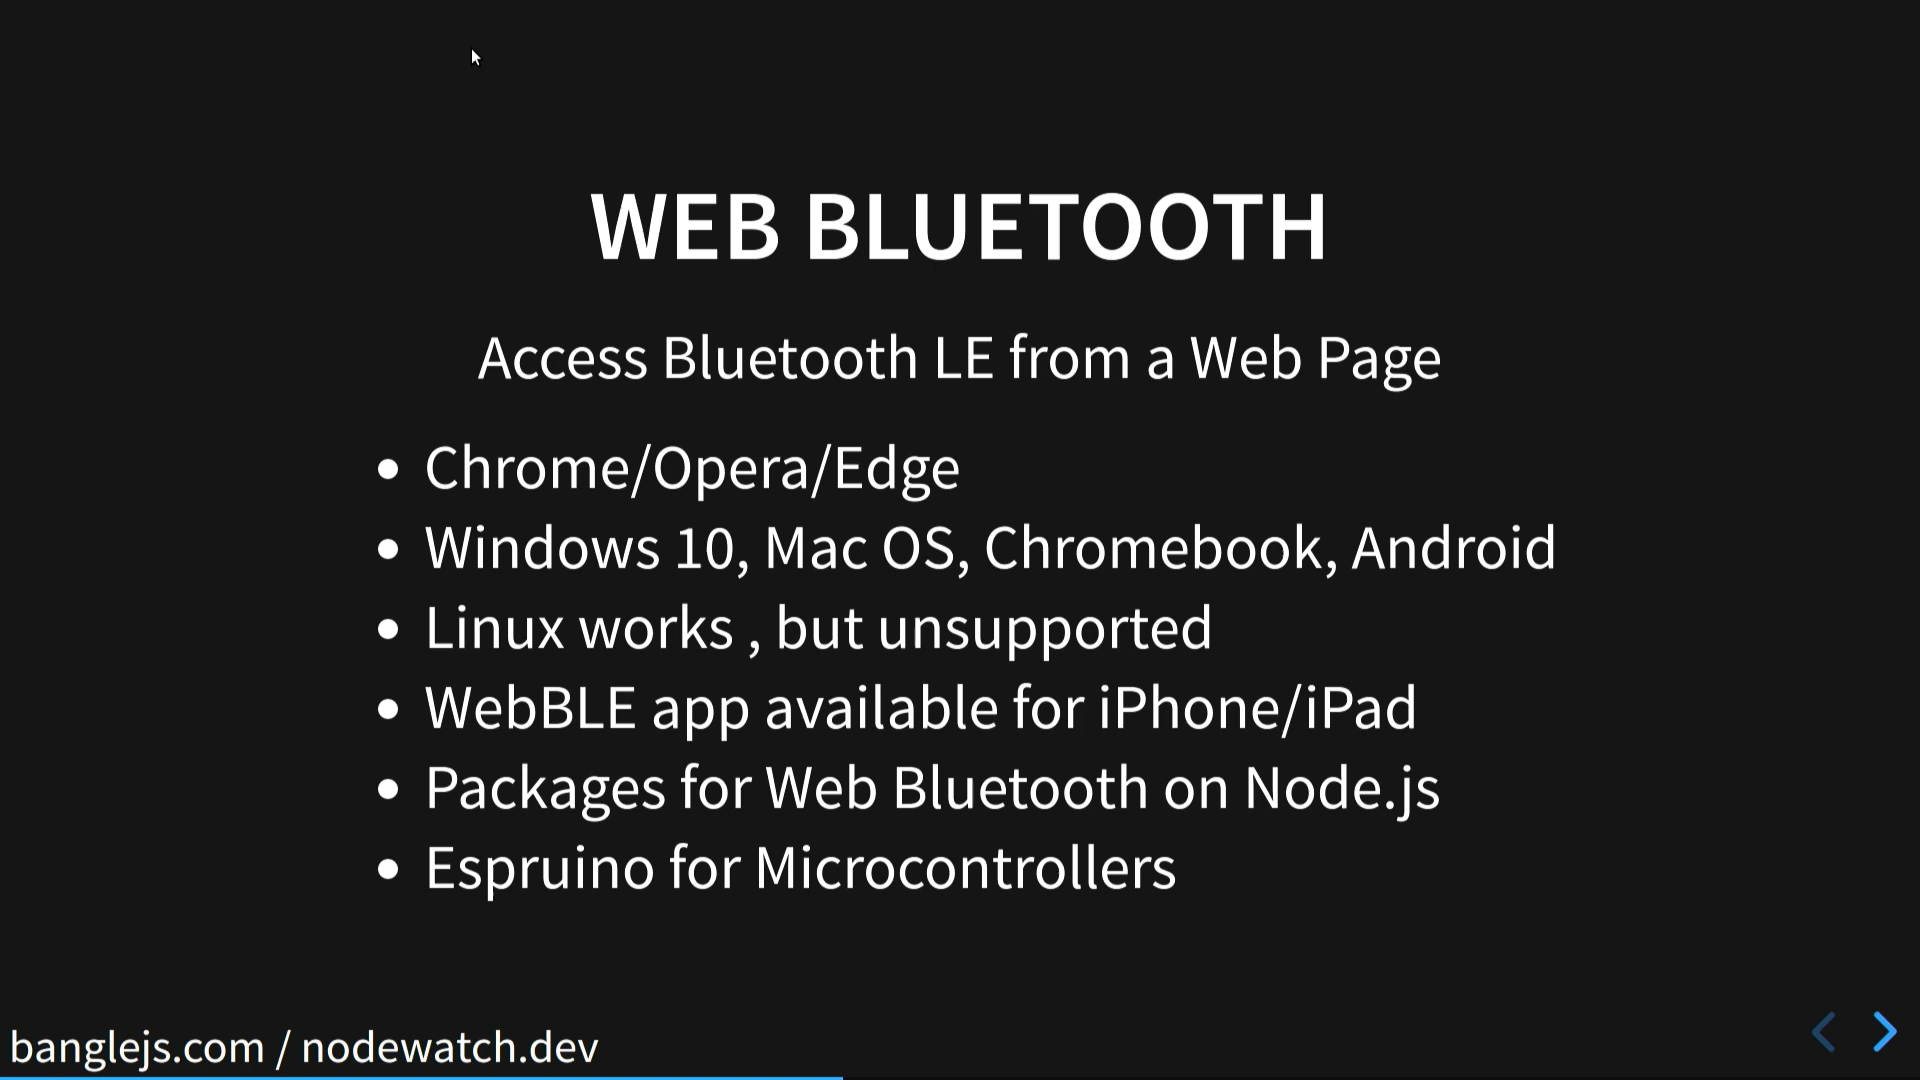 WEB BLUETOOTH
Access Bluetooth LE from a Web Page
Chrome/Opera/Edge
Windows 10, Mac OS, Chromebook, Android
Linux works , but unsupported
WebBLE app available for iPhone/iPad
Packages for Web Bluetooth on Node.js
Espruino for Microcontrollers
banglejs.com / nodewatch.dev